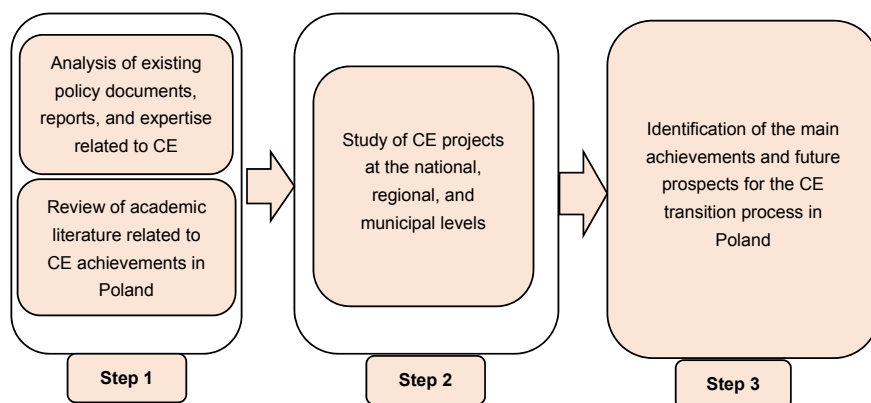 Analysis of existing
policy documents,
reports, and expertise
related to CE
Review of academic
literature related to
CE achievements in
Poland
Step 1
Study of CE projects
at the national,
regional, and
municipal levels
Step 2
Identification of the main
achievements and future
prospects for the CE
transition process in
Poland
Step 3